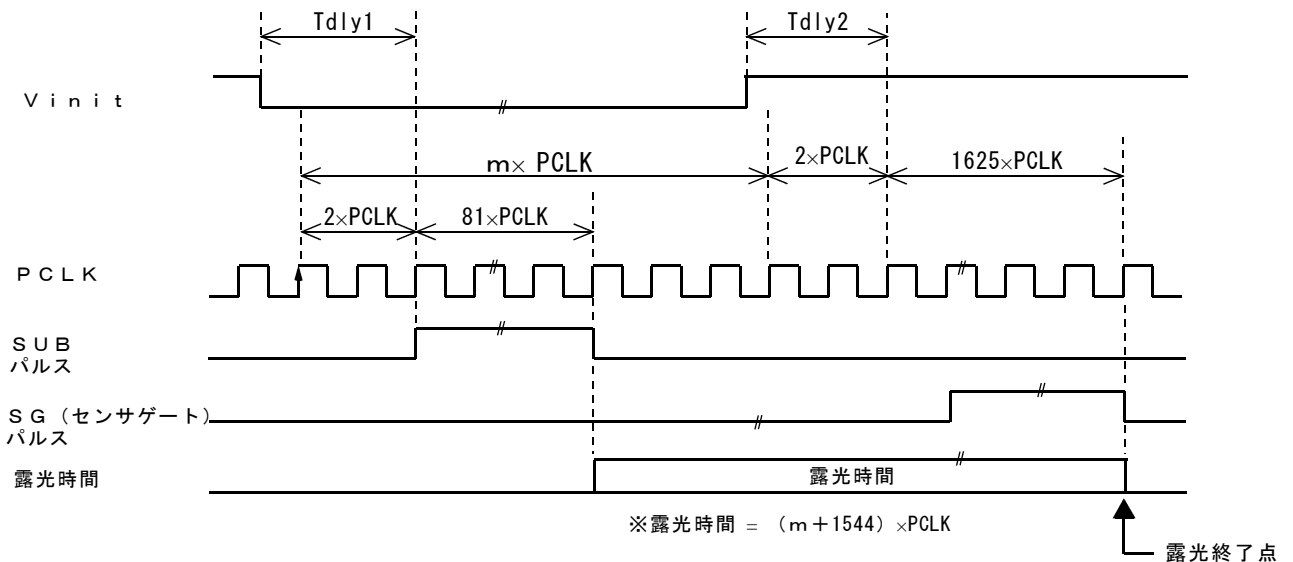 Tdly1
Tdly2
Ｖｉｎｉｔ
m× PCLK
2×PCLK
1625×PCLK
2×PCLK
81×PCLK
ＰＣＬＫ
ＳＵＢ
パルス
ＳＧ（センサゲート）
パルス
露光時間
露光時間
※露光時間 = （ｍ＋1544）×PCLK
露光終了点